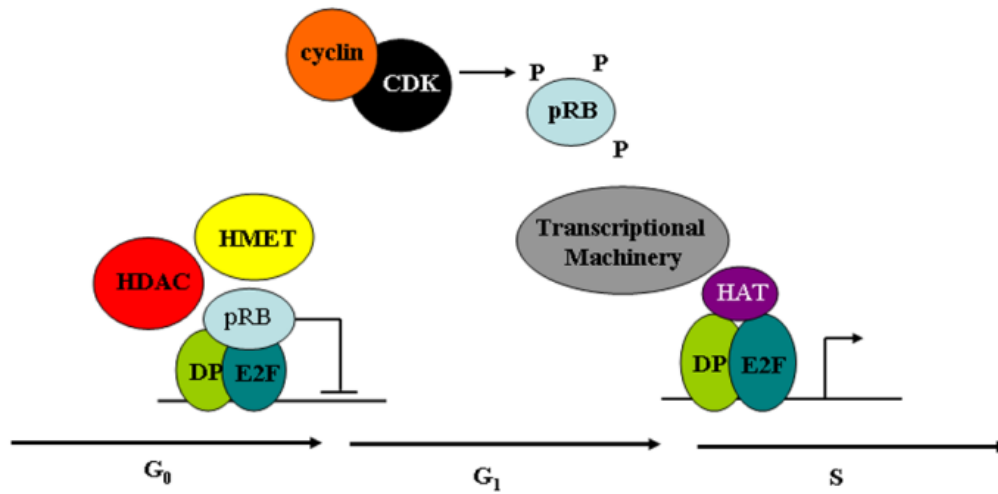 cyclin
CDK
P
P
pRB
P
HMET
HDAC
pRB
DP
E2F
Transcriptional
Machinery
HAT
DP
E2F
G₀
G₁
S